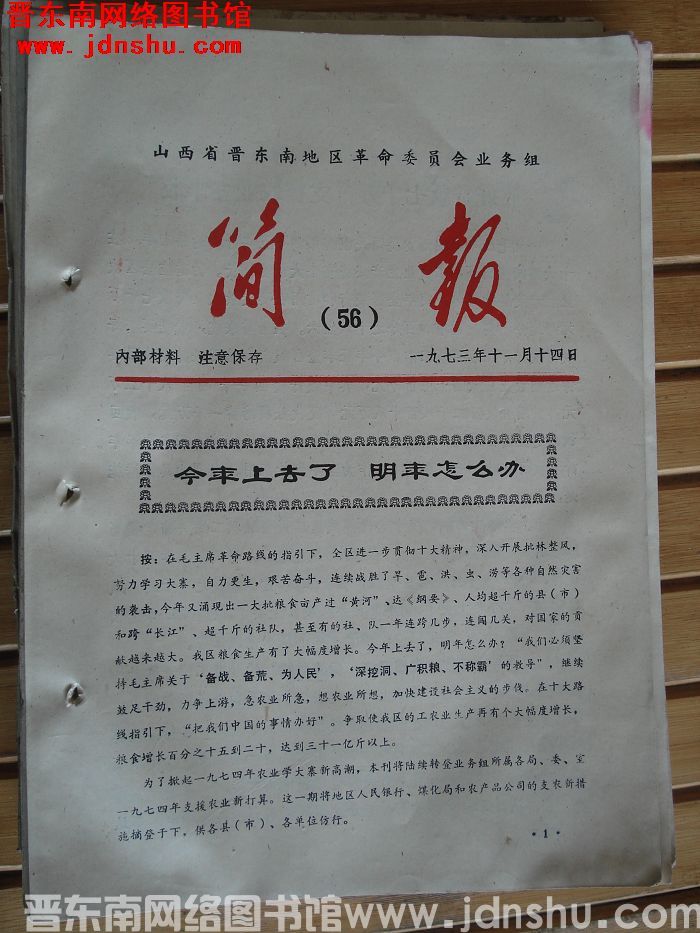 晋东南网络图书馆
www.jdnshu.com
山西省晋东南地区革命委员会业务组
简报
(56)
内部材料 注意保存
一九七三年十一月十四日
今年上去了 明年怎么办
按：在毛主席革命路线的指引下，全区进一步贯彻十大精神，深入开展批林整风，
努力学习大寨，自力更生，艰苦奋斗，连续战胜了旱、雹、洪、虫、涝等各种自然灾害
的袭击，今年又涌现出一大批粮食亩产过“黄河”、达《纲要》、人均超千斤的县（市）
和跨“长江”、超千斤的社队，甚至有的社、队一年连跨几步，连闯几关，对国家的贡
献越来越大。我区粮食生产有了大幅度增长。今年上去了，明年怎么办？“我们必须坚
持毛主席关于‘备战、备荒、为人民’，‘深挖洞、广积粮、不称霸’的教导”，继续
鼓足干劲，力争上游，急农业所急，想农业所想，加快建设社会主义的步伐。在十大路
线指引下，“把我们中国的事情办好”。争取使我区的工农业生产再有个大幅度增长，
粮食增长百分之十五到二十，达到三十一亿斤以上。
为了掀起一九七四年农业学大寨新高潮，本刊将陆续转登业务组所属各局、委、室
一九七四年支援农业新打算。这一期将地区人民银行、煤化局和农产品公司的支农新措
施摘登于下，供各县（市）、各单位仿行。
·1·
晋东南网络图书馆www.jdnshu.com